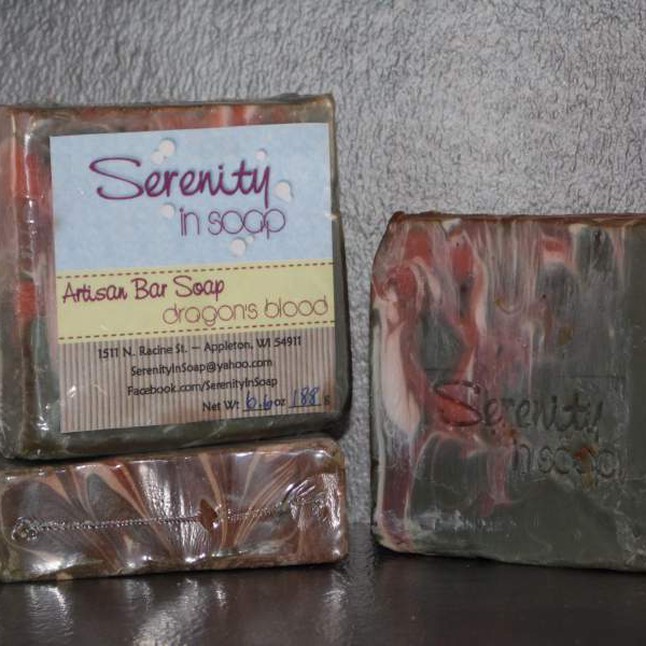 Serenity
in soap
Artisan Bar Soap
dragon's blood
1511 N. Racine St. – Appleton, WI 54911
SerenityInSoap@yahoo.com
Facebook.com/SerenityInSoap
Net Wt: 6.6 oz 188 g
Serenity
in soap